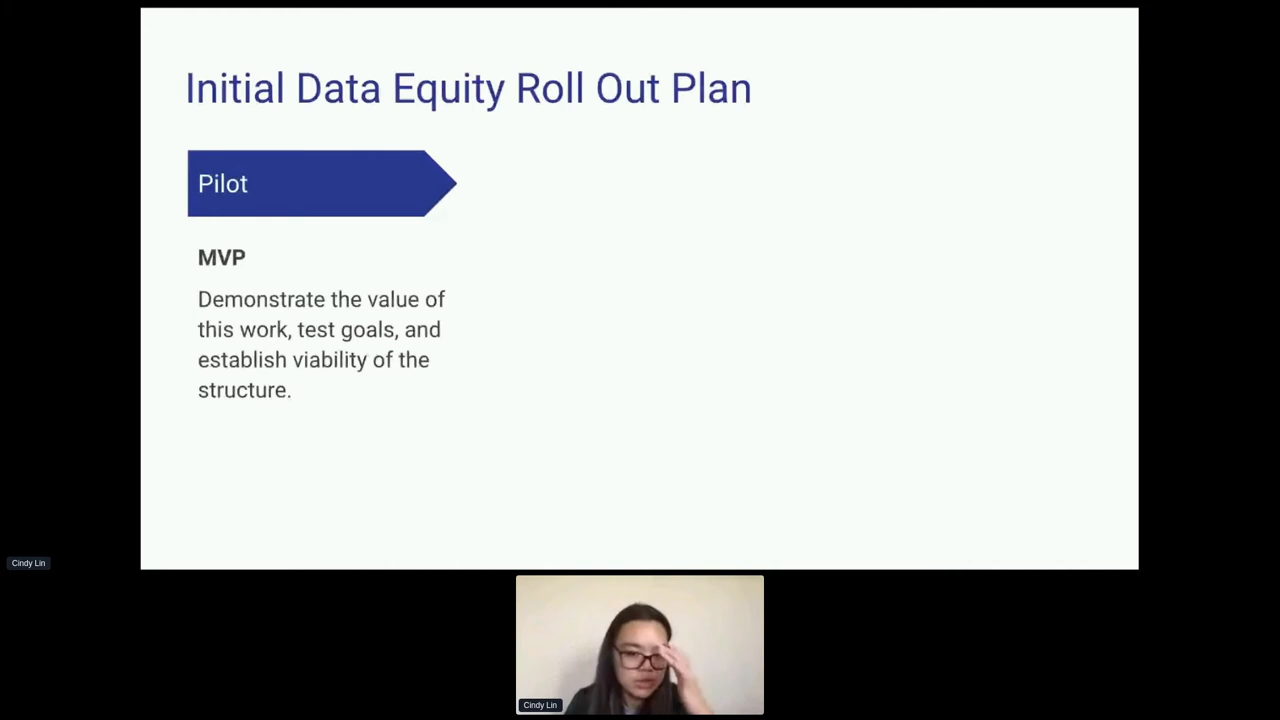 Initial Data Equity Roll Out Plan
Pilot
MVP
Demonstrate the value of
this work, test goals, and
establish viability of the
structure.
Cindy Lin
Cindy Lin